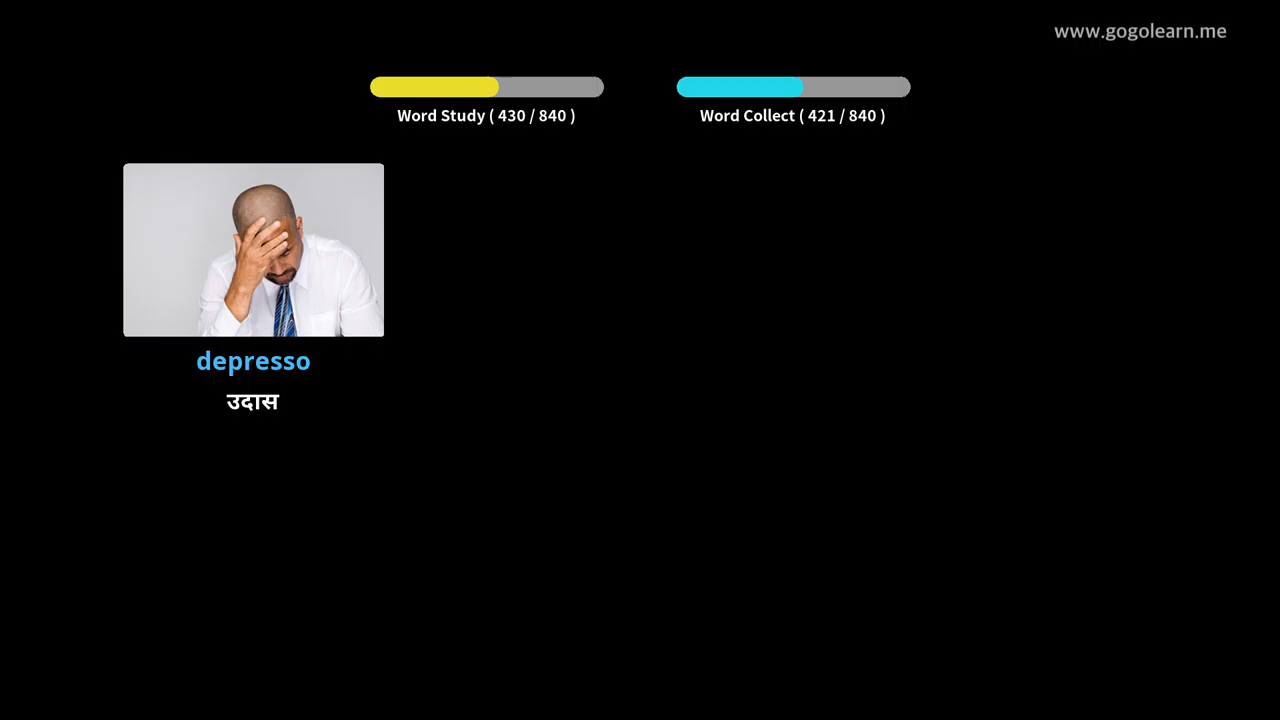 www.gogolearn.me
Word Study ( 430 / 840 )
Word Collect ( 421 / 840 )
depresso
उदास